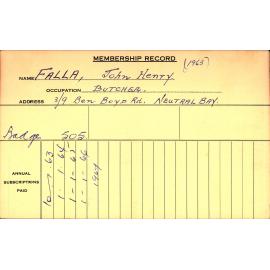 MEMBERSHIP RECORD
NAME FALLA, John Henry (1963)
OCCUPATION BUTCHER.
ADDRESS 3/9 Ben Boyd Rd. NEUTRAL BAY.
Badge 505
ANNUAL SUBSCRIPTIONS PAID
63
1-1-64
1-1-65
1-1-66
1967